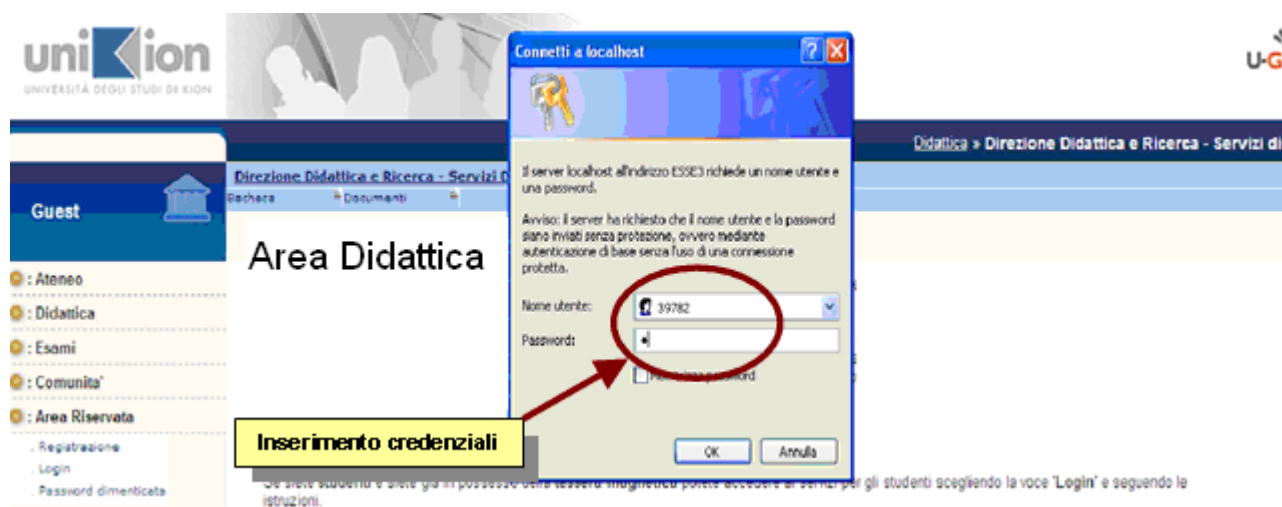 uniKion
UNIVERSITÀ DEGLI STUDI DI KION
Connetti a localhost
U-G
Didattica » Direzione Didattica e Ricerca - Servizi di
Direzione Didattica e Ricerca - Servizi D
Bacheca Documenti
Guest
Area Didattica
Il server localhost all'indirizzo ESSE3 richiede un nome utente e
una password.
Avviso: il server ha richiesto che il nome utente e la password
siano inviati senza protezione, ovvero mediante
autenticazione di base senza l'uso di una connessione
protetta.
Nome utente: 39782
Password:
password
OK Annulla
Inserimento credenziali
: Ateneo
: Didattica
: Esami
: Comunita'
: Area Riservata
. Registrazione
. Login
. Password dimenticata
Se siete studenti e siete già in possesso della tessera magnetica potete accedere ai servizi per gli studenti scegliendo la voce 'Login' e seguendo le
istruzioni.